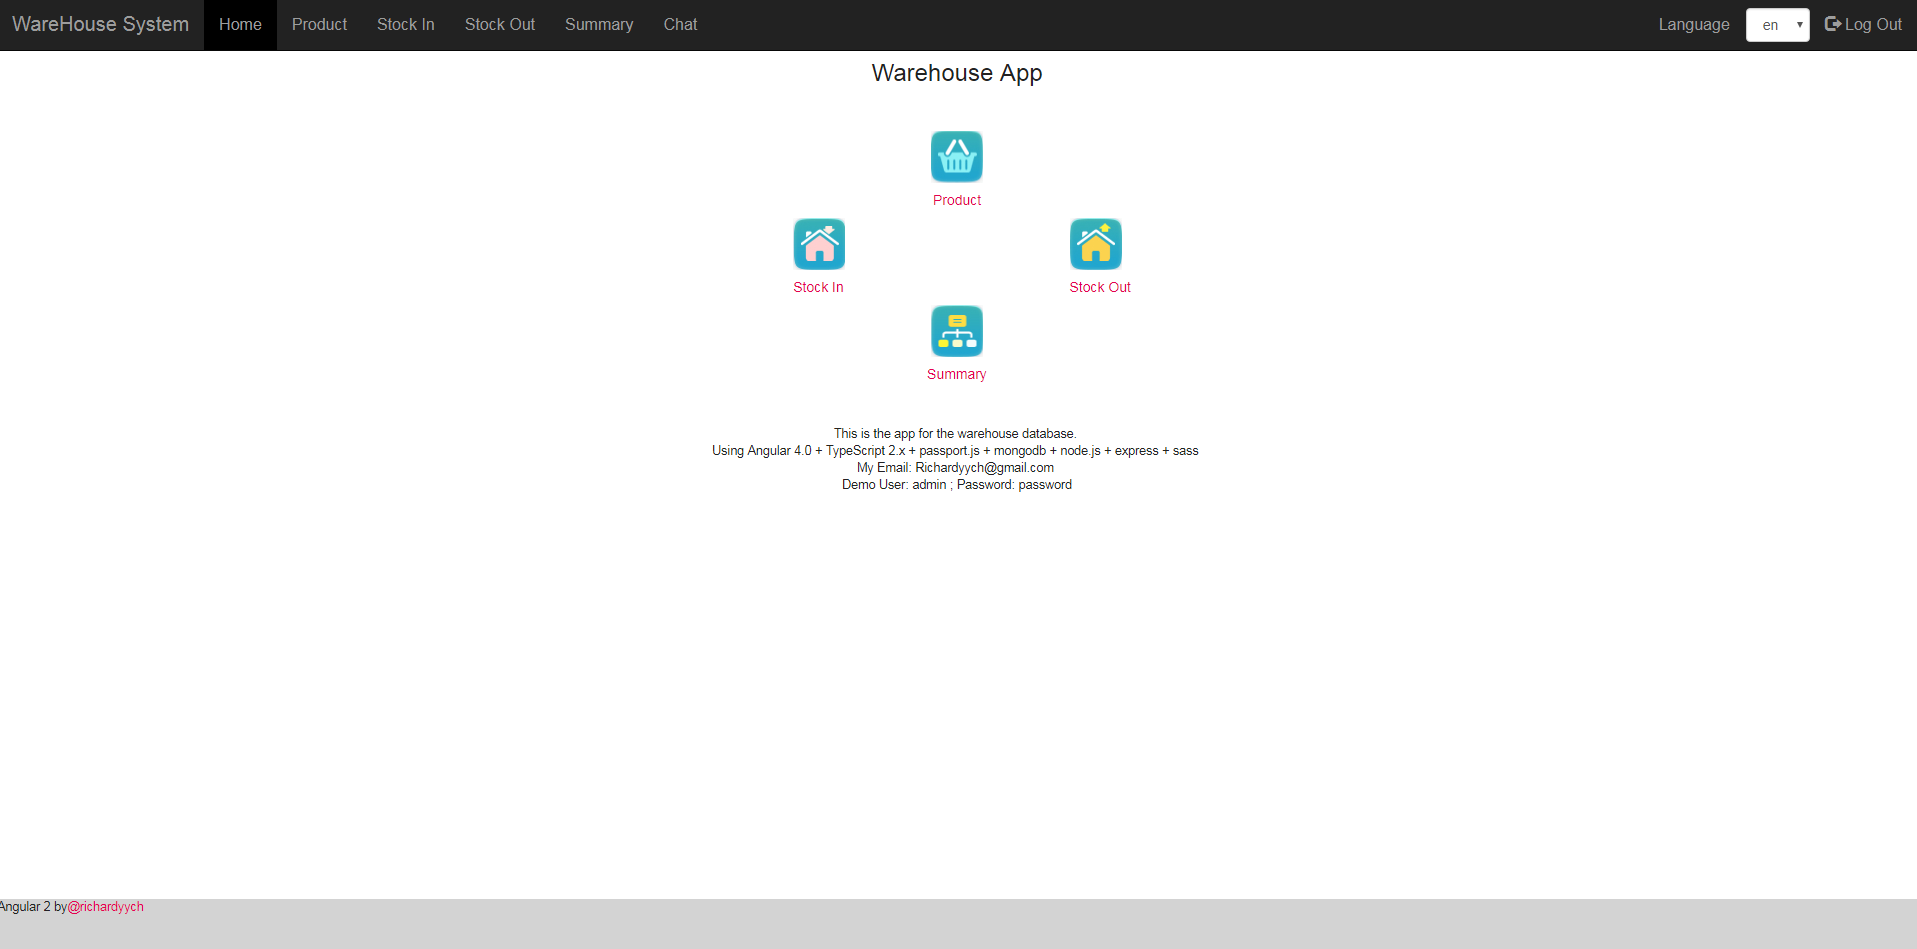 WareHouse System Home Product Stock In Stock Out Summary Chat Language en Log Out
Warehouse App
Product
Stock In Stock Out
Summary
This is the app for the warehouse database.
Using Angular 4.0 + TypeScript 2.x + passport.js + mongodb + node.js + express + sass
My Email: Richardyych@gmail.com
Demo User: admin ; Password: password
Angular 2 by@richardyych